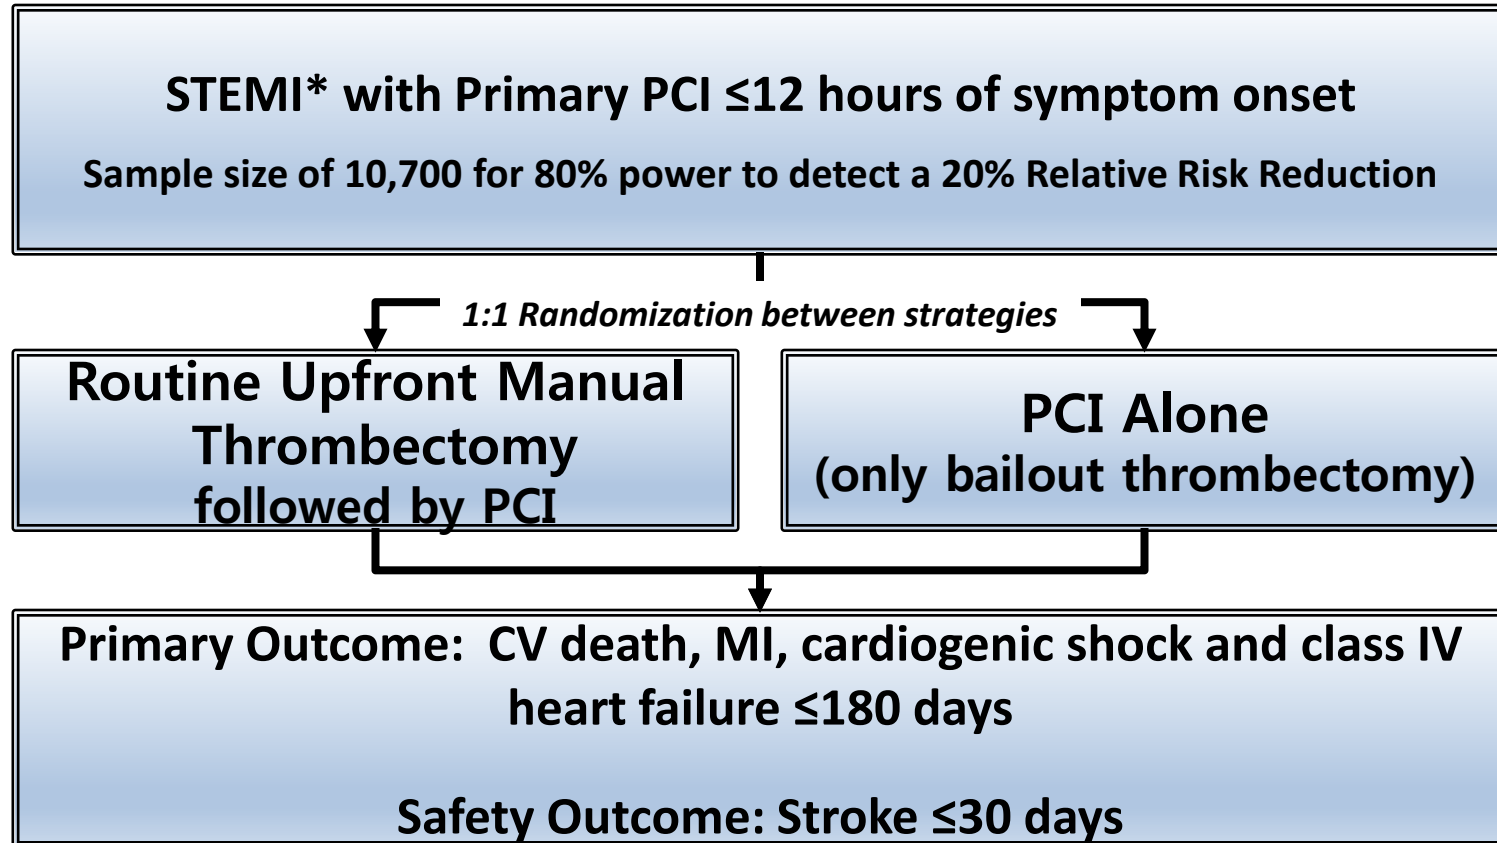 STEMI* with Primary PCI ≤12 hours of symptom onset
Sample size of 10,700 for 80% power to detect a 20% Relative Risk Reduction
1:1 Randomization between strategies
Routine Upfront Manual
Thrombectomy
followed by PCI
PCI Alone
(only bailout thrombectomy)
Primary Outcome: CV death, MI, cardiogenic shock and class IV
heart failure ≤180 days
Safety Outcome: Stroke ≤30 days